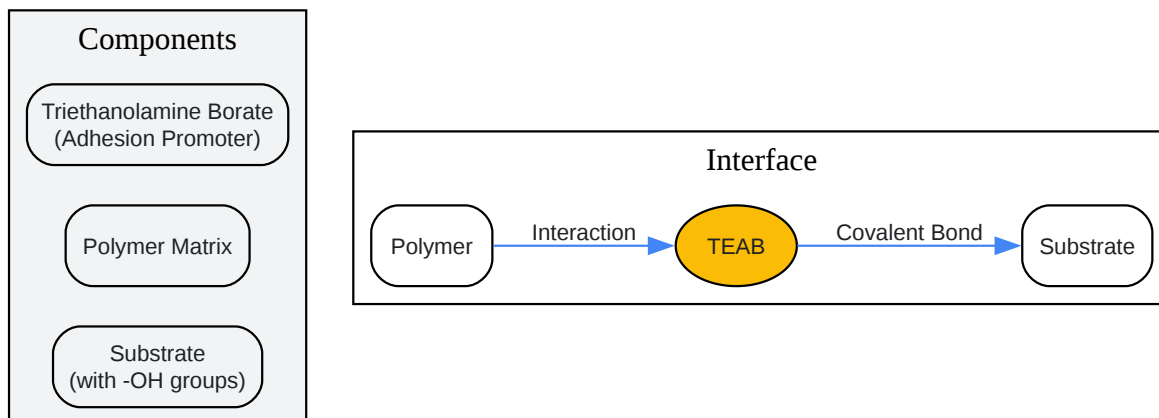 Components
Triethanolamine Borate
(Adhesion Promoter)
Polymer Matrix
Substrate
(with -OH groups)
Interface
Polymer
Interaction
TEAB
Covalent Bond
Substrate